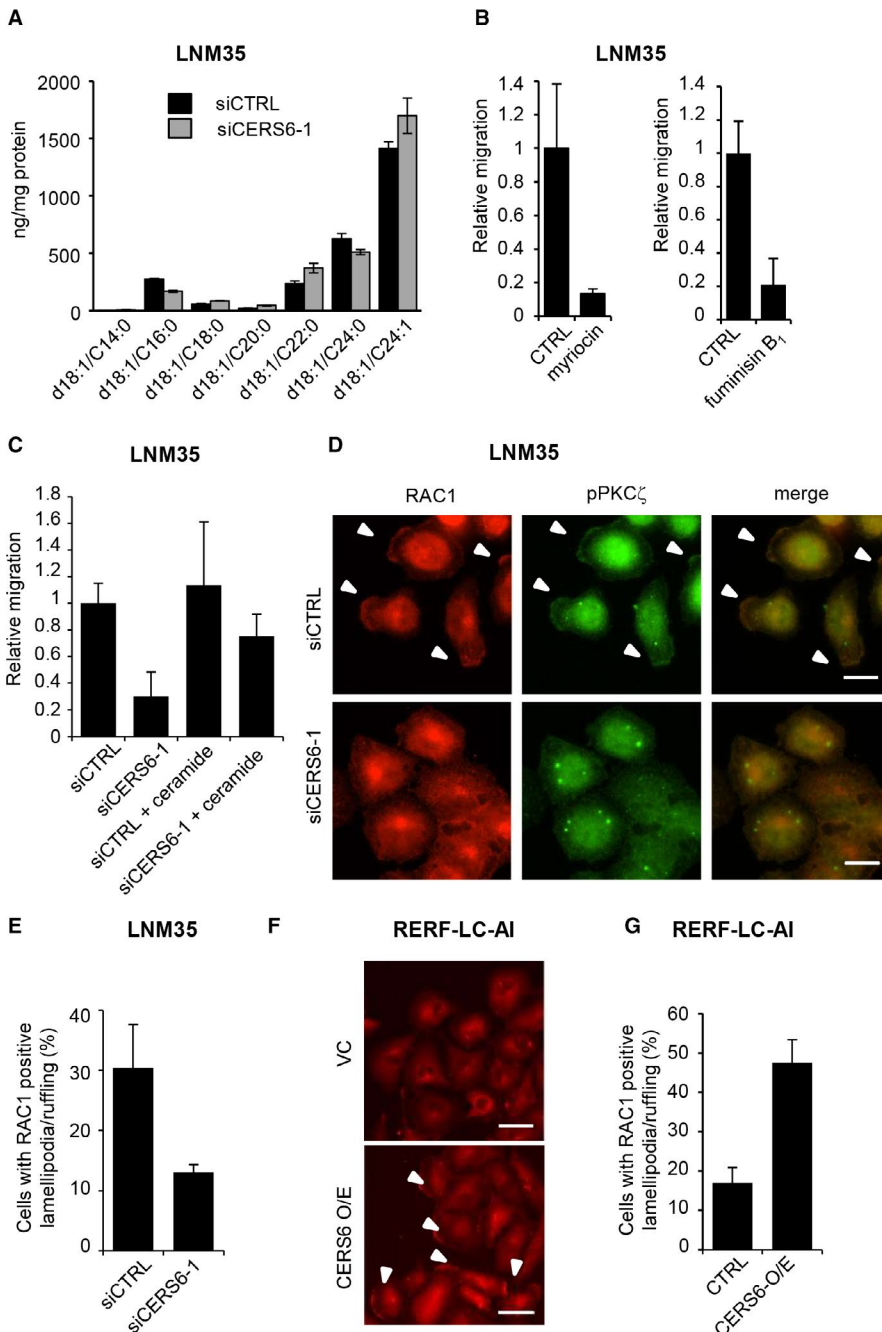 A
LNM35
2000
1500
1000
500
0
ng/mg protein
siCTRL
siCERS6-1
d18:1/C14:0
d18:1/C16:0
d18:1/C18:0
d18:1/C20:0
d18:1/C22:0
d18:1/C24:0
d18:1/C24:1
B
LNM35
1.4
1.2
1
0.8
0.6
0.4
0.2
0
Relative migration
CTRL
myriocin
1.4
1.2
1
0.8
0.6
0.4
0.2
0
Relative migration
CTRL
fuminisin B1
C
LNM35
1.8
1.6
1.4
1.2
1
0.8
0.6
0.4
0.2
0
Relative migration
siCTRL
siCERS6-1
siCTRL + ceramide
siCERS6-1 + ceramide
D
LNM35
RAC1
pPKCζ
merge
siCTRL
siCERS6-1
E
LNM35
40
30
20
10
0
Cells with RAC1 positive
lamellipodia/ruffling (%)
siCTRL
siCERS6-1
F
RERF-LC-AI
VC
CERS6 O/E
G
RERF-LC-AI
60
50
40
30
20
10
0
Cells with RAC1 positive
lamellipodia/ruffling (%)
CTRL
CERS6-O/E